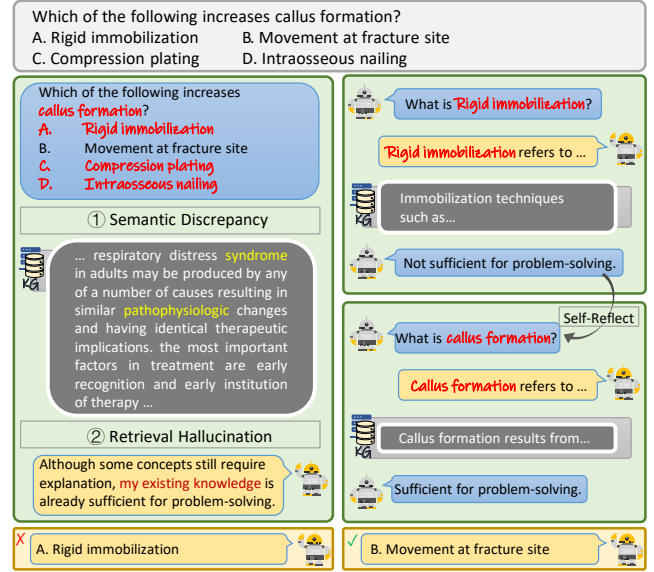 Which of the following increases callus formation?
A. Rigid immobilization B. Movement at fracture site
C. Compression plating D. Intraosseous nailing
Which of the following increases
callus formation?
A. Rigid immobilization
B. Movement at fracture site
C. Compression plating
D. Intraosseous nailing
① Semantic Discrepancy
KG
… respiratory distress syndrome
in adults may be produced by any
of a number of causes resulting in
similar pathophysiologic changes
and having identical therapeutic
implications. the most important
factors in treatment are early
recognition and early institution
of therapy …
② Retrieval Hallucination
Although some concepts still require
explanation, my existing knowledge is
already sufficient for problem-solving.
✗ A. Rigid immobilization
What is Rigid immobilization?
Rigid immobilization refers to …
KG
Immobilization techniques
such as…
Not sufficient for problem-solving.
Self-Reflect
What is callus formation?
Callus formation refers to …
KG
Callus formation results from…
Sufficient for problem-solving.
✓ B. Movement at fracture site